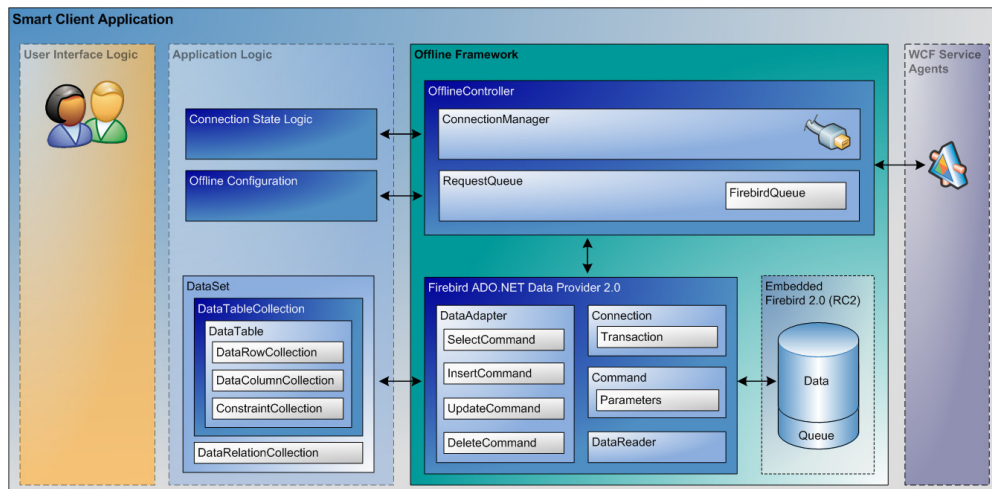 Smart Client Application
User Interface Logic
Application Logic
Connection State Logic
Offline Configuration
DataSet
DataTableCollection
DataTable
DataRowCollection
DataColumnCollection
ConstraintCollection
DataRelationCollection
Offline Framework
OfflineController
ConnectionManager
RequestQueue
FirebirdQueue
Firebird ADO.NET Data Provider 2.0
DataAdapter
SelectCommand
InsertCommand
UpdateCommand
DeleteCommand
Connection
Transaction
Command
Parameters
DataReader
Embedded
Firebird 2.0 (RC2)
Data
Queue
WCF Service
Agents